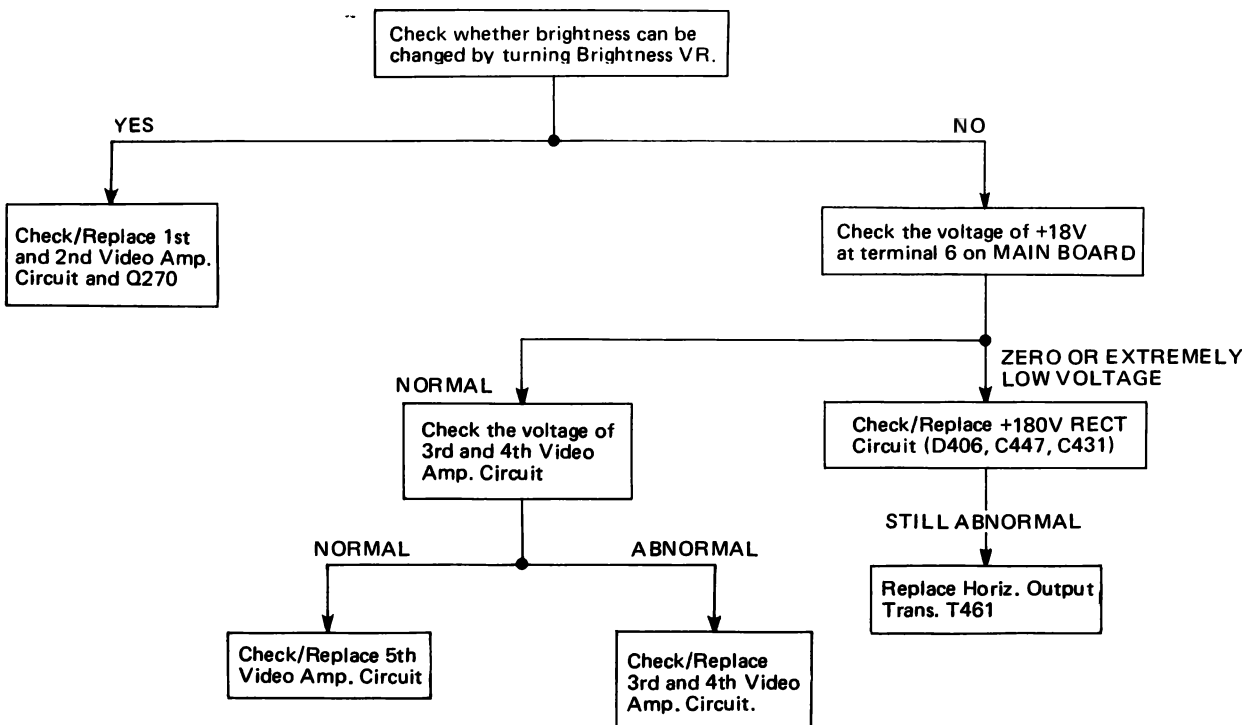 Check whether brightness can be
changed by turning Brightness VR.
YES
NO
Check/Replace 1st
and 2nd Video Amp.
Circuit and Q270
Check the voltage of +18V
at terminal 6 on MAIN BOARD
NORMAL
ZERO OR EXTREMELY
LOW VOLTAGE
Check the voltage of
3rd and 4th Video
Amp. Circuit
Check/Replace +180V RECT
Circuit (D406, C447, C431)
NORMAL
ABNORMAL
STILL ABNORMAL
Check/Replace 5th
Video Amp. Circuit
Check/Replace
3rd and 4th Video
Amp. Circuit.
Replace Horiz. Output
Trans. T461